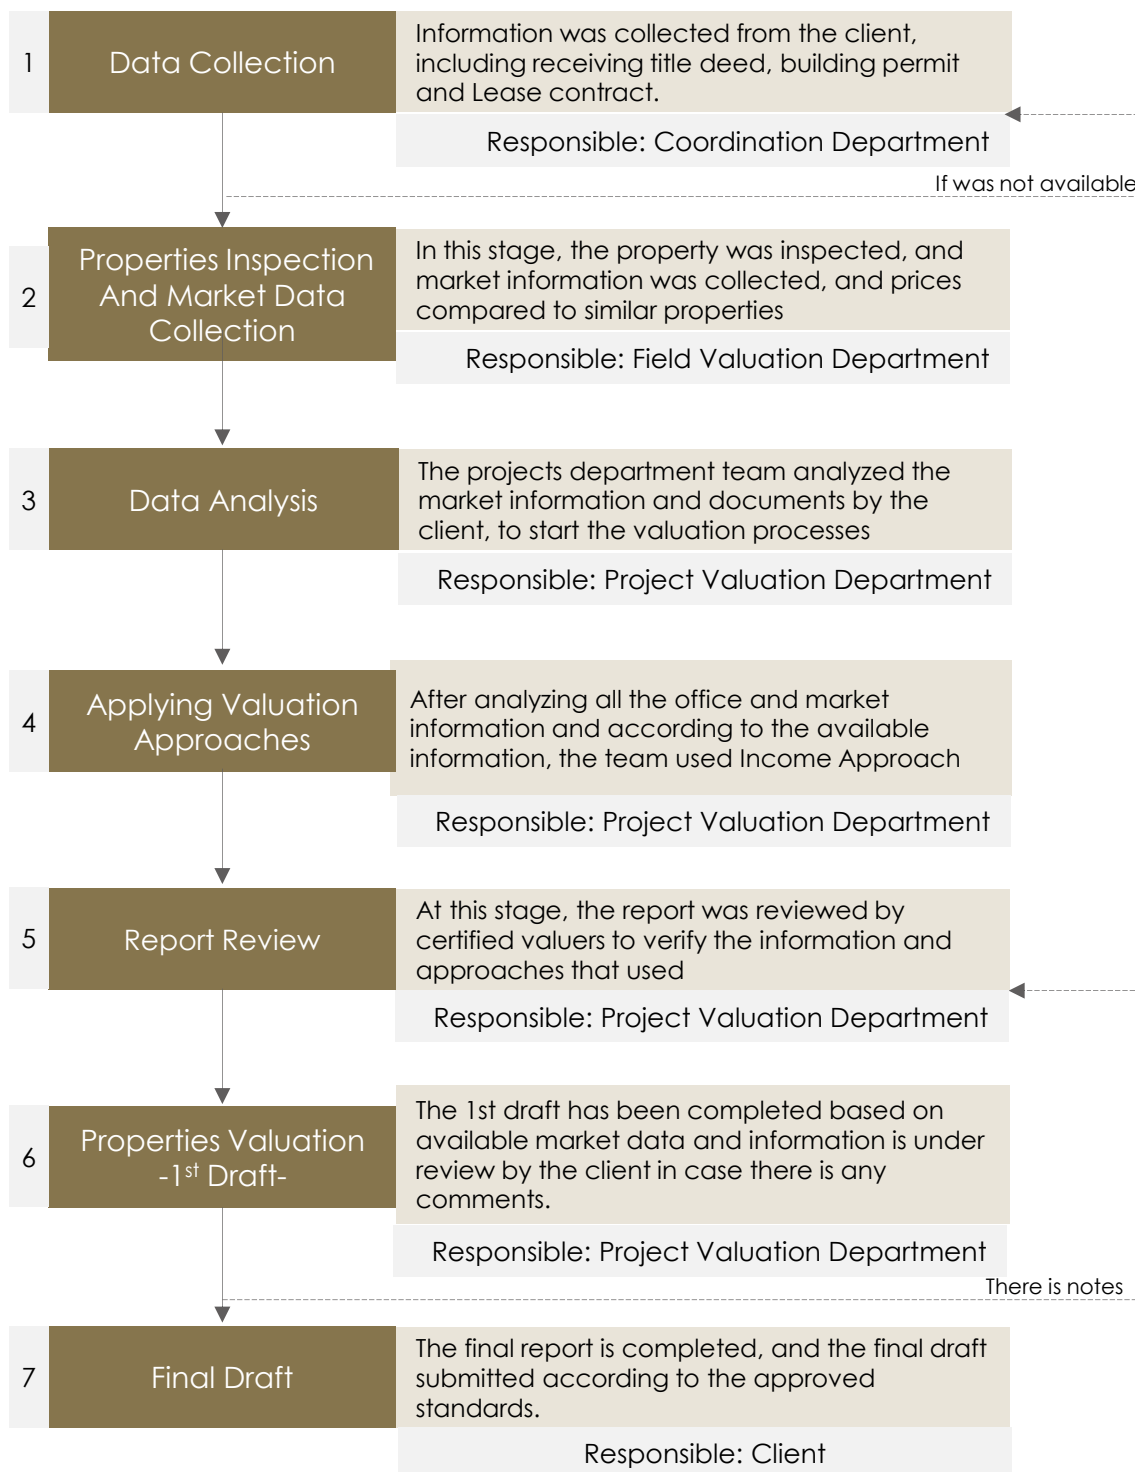 1
Data Collection
Information was collected from the client,
including receiving title deed, building permit
and Lease contract.
Responsible: Coordination Department
If was not available
2
Properties Inspection
And Market Data
Collection
In this stage, the property was inspected, and
market information was collected, and prices
compared to similar properties
Responsible: Field Valuation Department
3
Data Analysis
The projects department team analyzed the
market information and documents by the
client, to start the valuation processes
Responsible: Project Valuation Department
4
Applying Valuation
Approaches
After analyzing all the office and market
information and according to the available
information, the team used Income Approach
Responsible: Project Valuation Department
5
Report Review
At this stage, the report was reviewed by
certified valuers to verify the information and
approaches that used
Responsible: Project Valuation Department
6
Properties Valuation
-1st Draft-
The 1st draft has been completed based on
available market data and information is under
review by the client in case there is any
comments.
Responsible: Project Valuation Department
There is notes
7
Final Draft
The final report is completed, and the final draft
submitted according to the approved
standards.
Responsible: Client